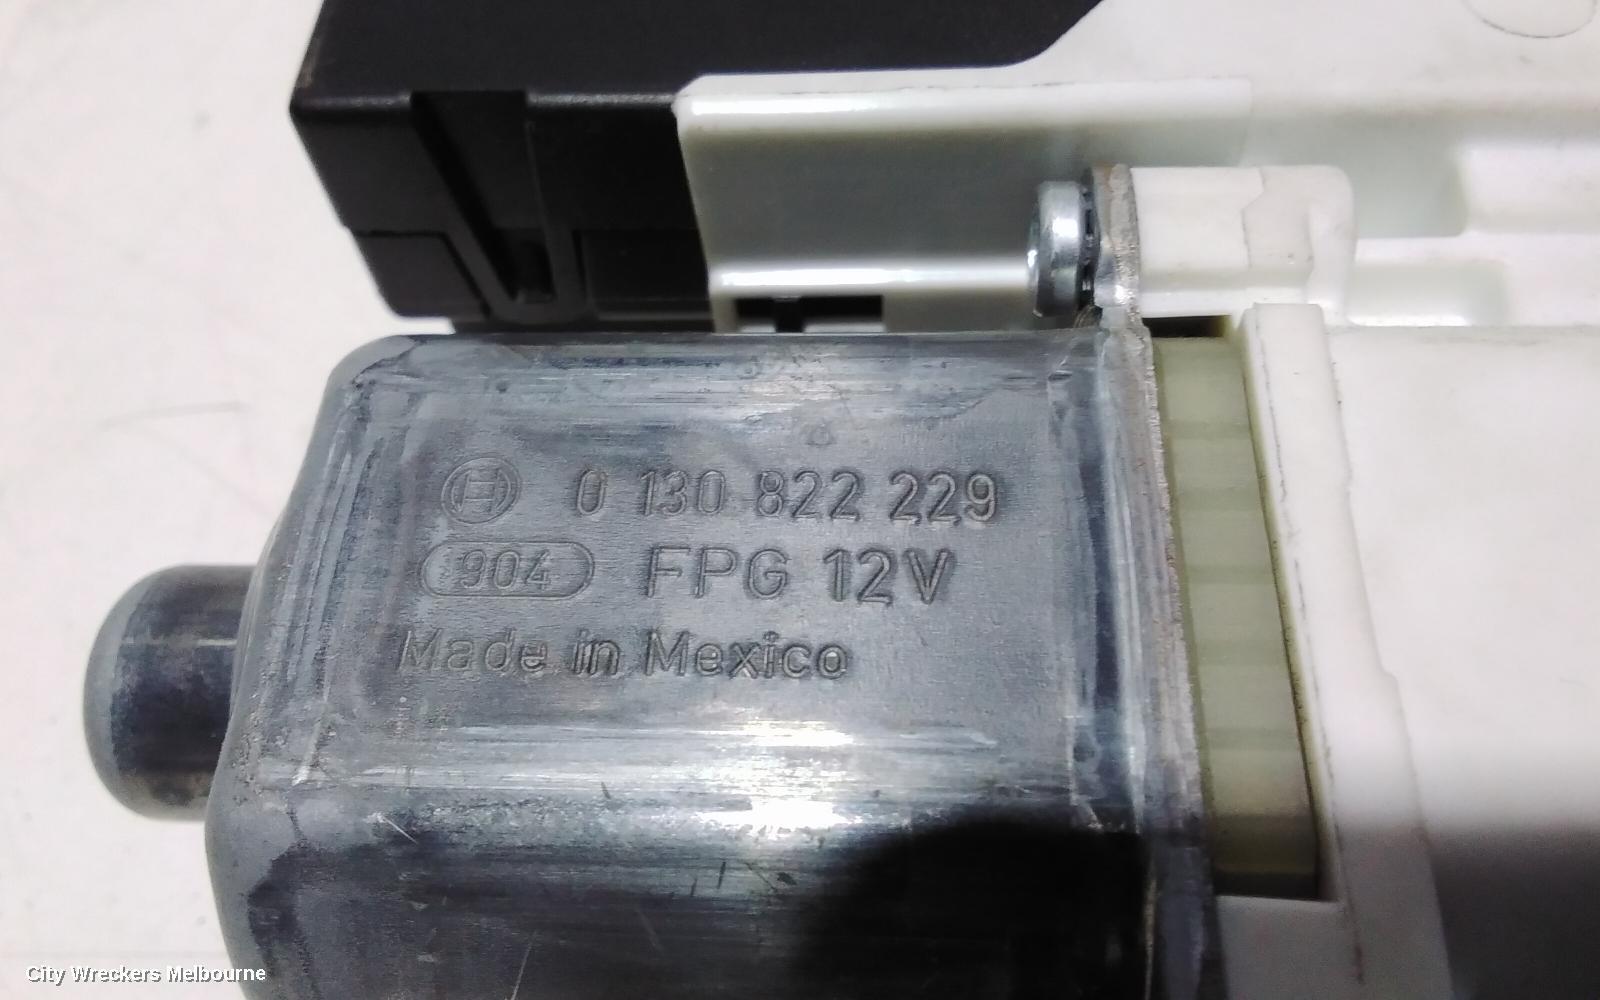 0 130 822 229
904 FPG 12V
Made in Mexico
City Wreckers Melbourne